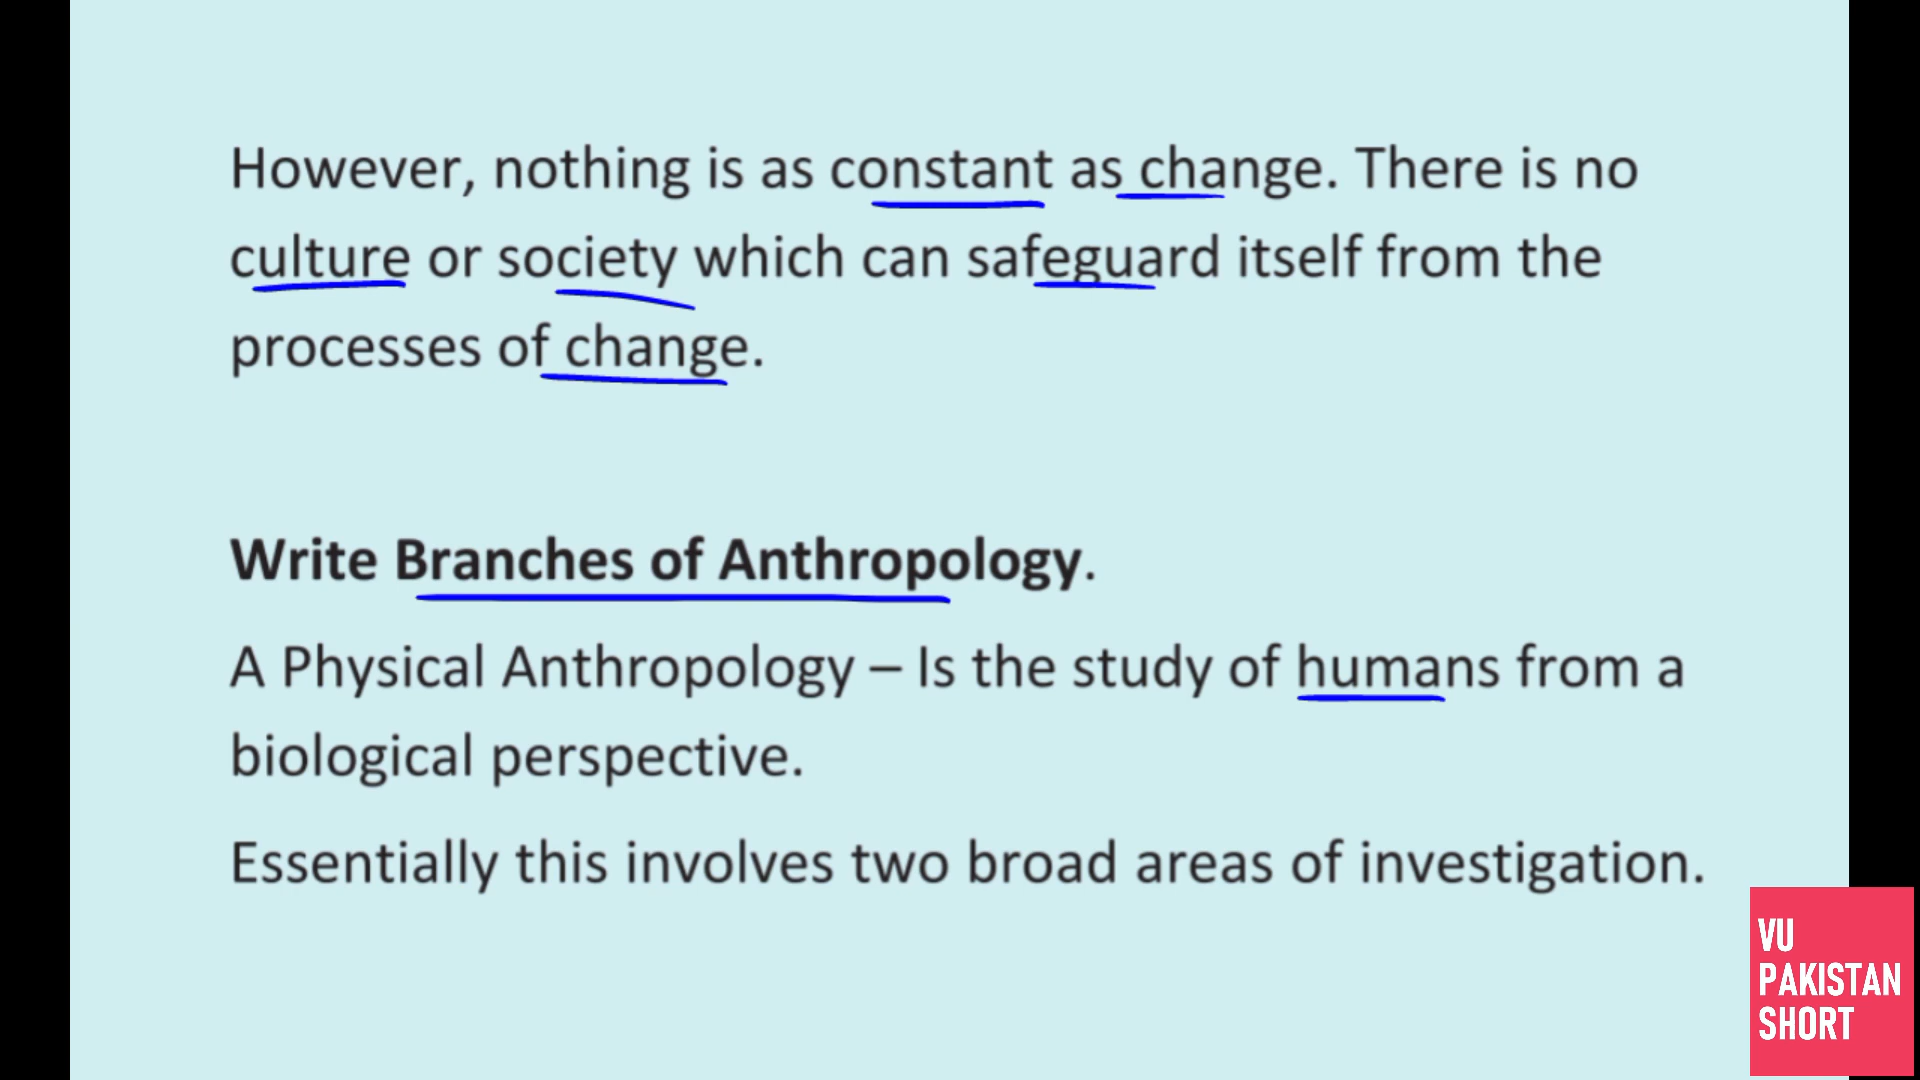 However, nothing is as constant as change. There is no
culture or society which can safeguard itself from the
processes of change.
Write Branches of Anthropology.
A Physical Anthropology – Is the study of humans from a
biological perspective.
Essentially this involves two broad areas of investigation.
VU
PAKISTAN
SHORT